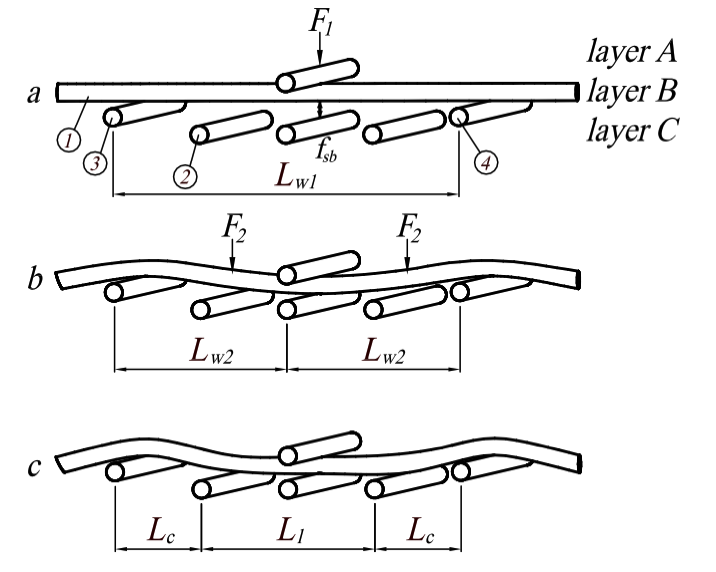 F1
layer A
a
layer B
1
3
2
fsb
4
layer C
Lw1
F2 F2
b
Lw2 Lw2
c
Lc L1 Lc